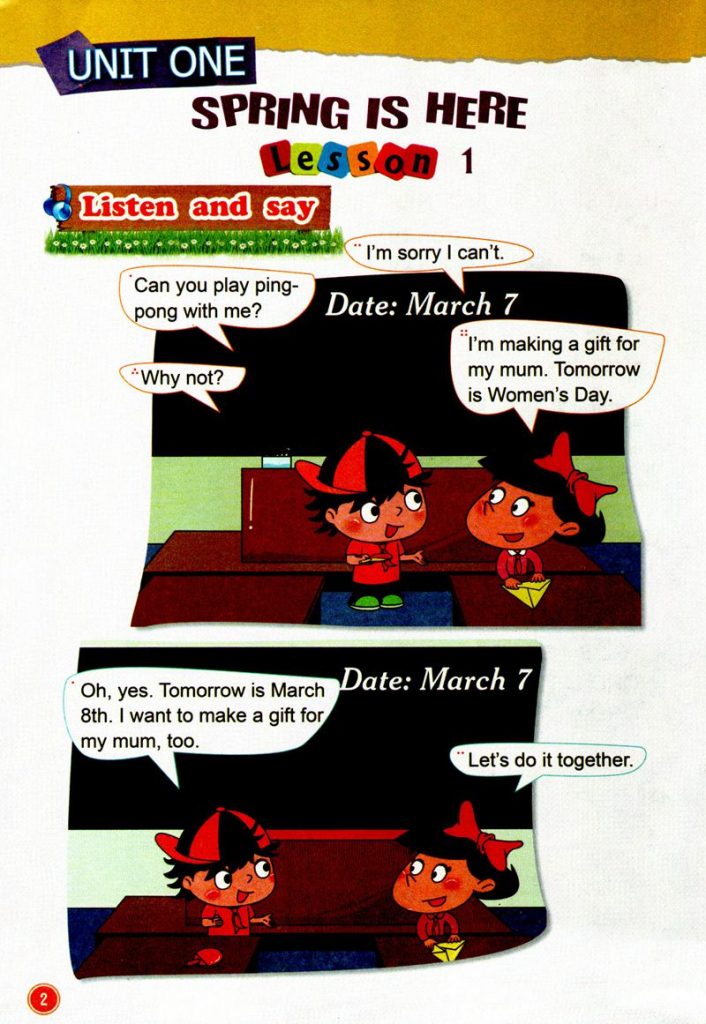 UNIT ONE
SPRING IS HERE
Lesson 1
Listen and say
Can you play ping-
pong with me?
I'm sorry I can't.
Date: March 7
Why not?
I'm making a gift for
my mum. Tomorrow
is Women's Day.
Date: March 7
Oh, yes. Tomorrow is March
8th. I want to make a gift for
my mum, too.
Let's do it together.
2